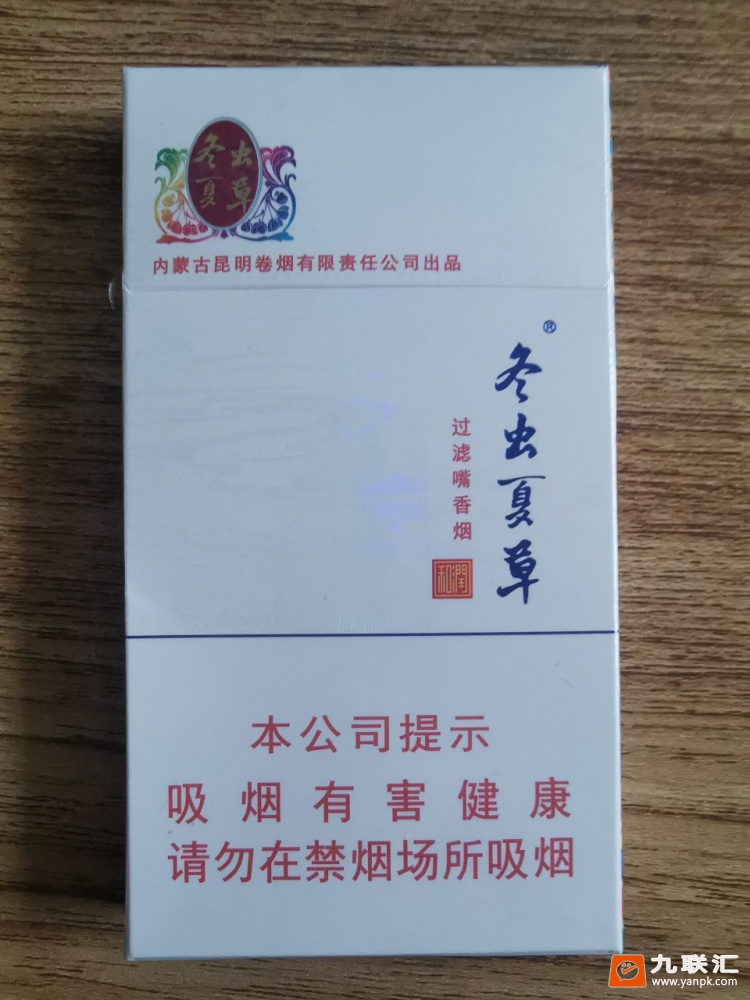 冬虫
夏草
内蒙古昆明卷烟有限责任公司出品
冬虫夏草®
过滤嘴香烟
和润
本公司提示
吸烟有害健康
请勿在禁烟场所吸烟
九联汇
www.yanpk.com